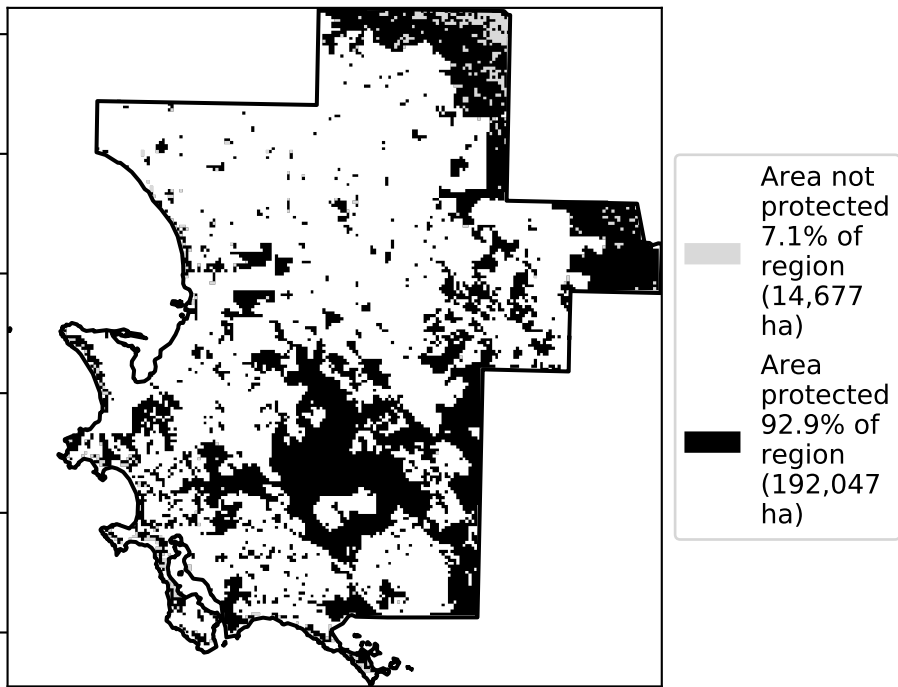 Area not
protected
7.1% of
region
(14,677
ha)
Area
protected
92.9% of
region
(192,047
ha)